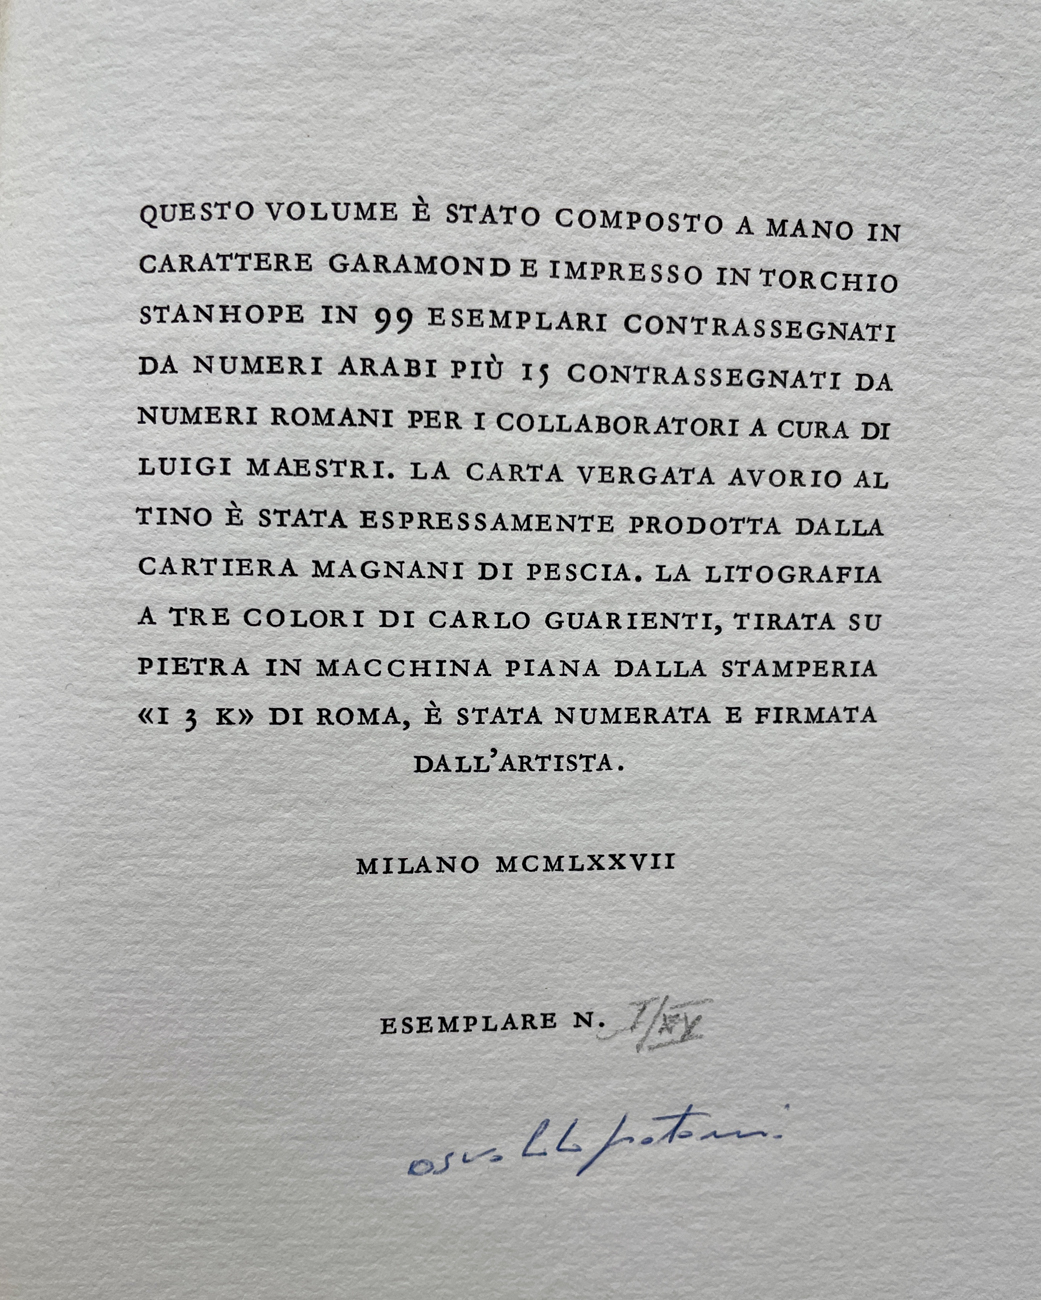 QUESTO VOLUME È STATO COMPOSTO A MANO IN
CARATTERE GARAMOND E IMPRESSO IN TORCHIO
STANHOPE IN 99 ESEMPLARI CONTRASSEGNATI
DA NUMERI ARABI PIÙ 15 CONTRASSEGNATI DA
NUMERI ROMANI PER I COLLABORATORI A CURA DI
LUIGI MAESTRI. LA CARTA VERGATA AVORIO AL
TINO È STATA ESPRESSAMENTE PRODOTTA DALLA
CARTIERA MAGNANI DI PESCIA. LA LITOGRAFIA
A TRE COLORI DI CARLO GUARIENTI, TIRATA SU
PIETRA IN MACCHINA PIANA DALLA STAMPERIA
«I 3 K» DI ROMA, È STATA NUMERATA E FIRMATA
DALL'ARTISTA.
MILANO MCMLXXVII
ESEMPLARE N. I/XV
osvaldo patani